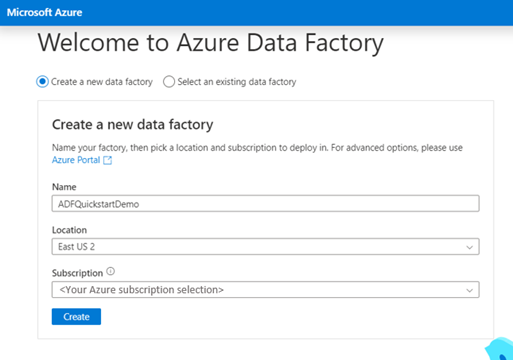 Microsoft Azure
Welcome to Azure Data Factory
Create a new data factory Select an existing data factory
Create a new data factory
Name your factory, then pick a location and subscription to deploy in. For advanced options, please use
Azure Portal
Name
ADFQuickstartDemo
Location
East US 2
Subscription
<Your Azure subscription selection>
Create